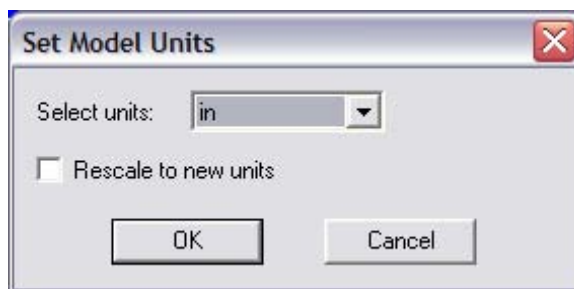 Set Model Units
Select units: in
Rescale to new units
OK Cancel